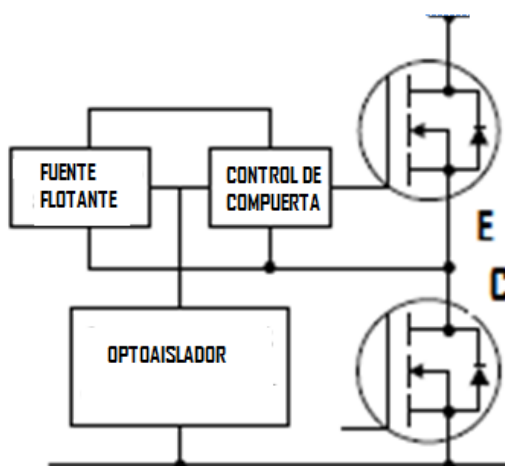 FUENTE
FLOTANTE
CONTROL DE
COMPUERTA
E
OPTOAISLADOR